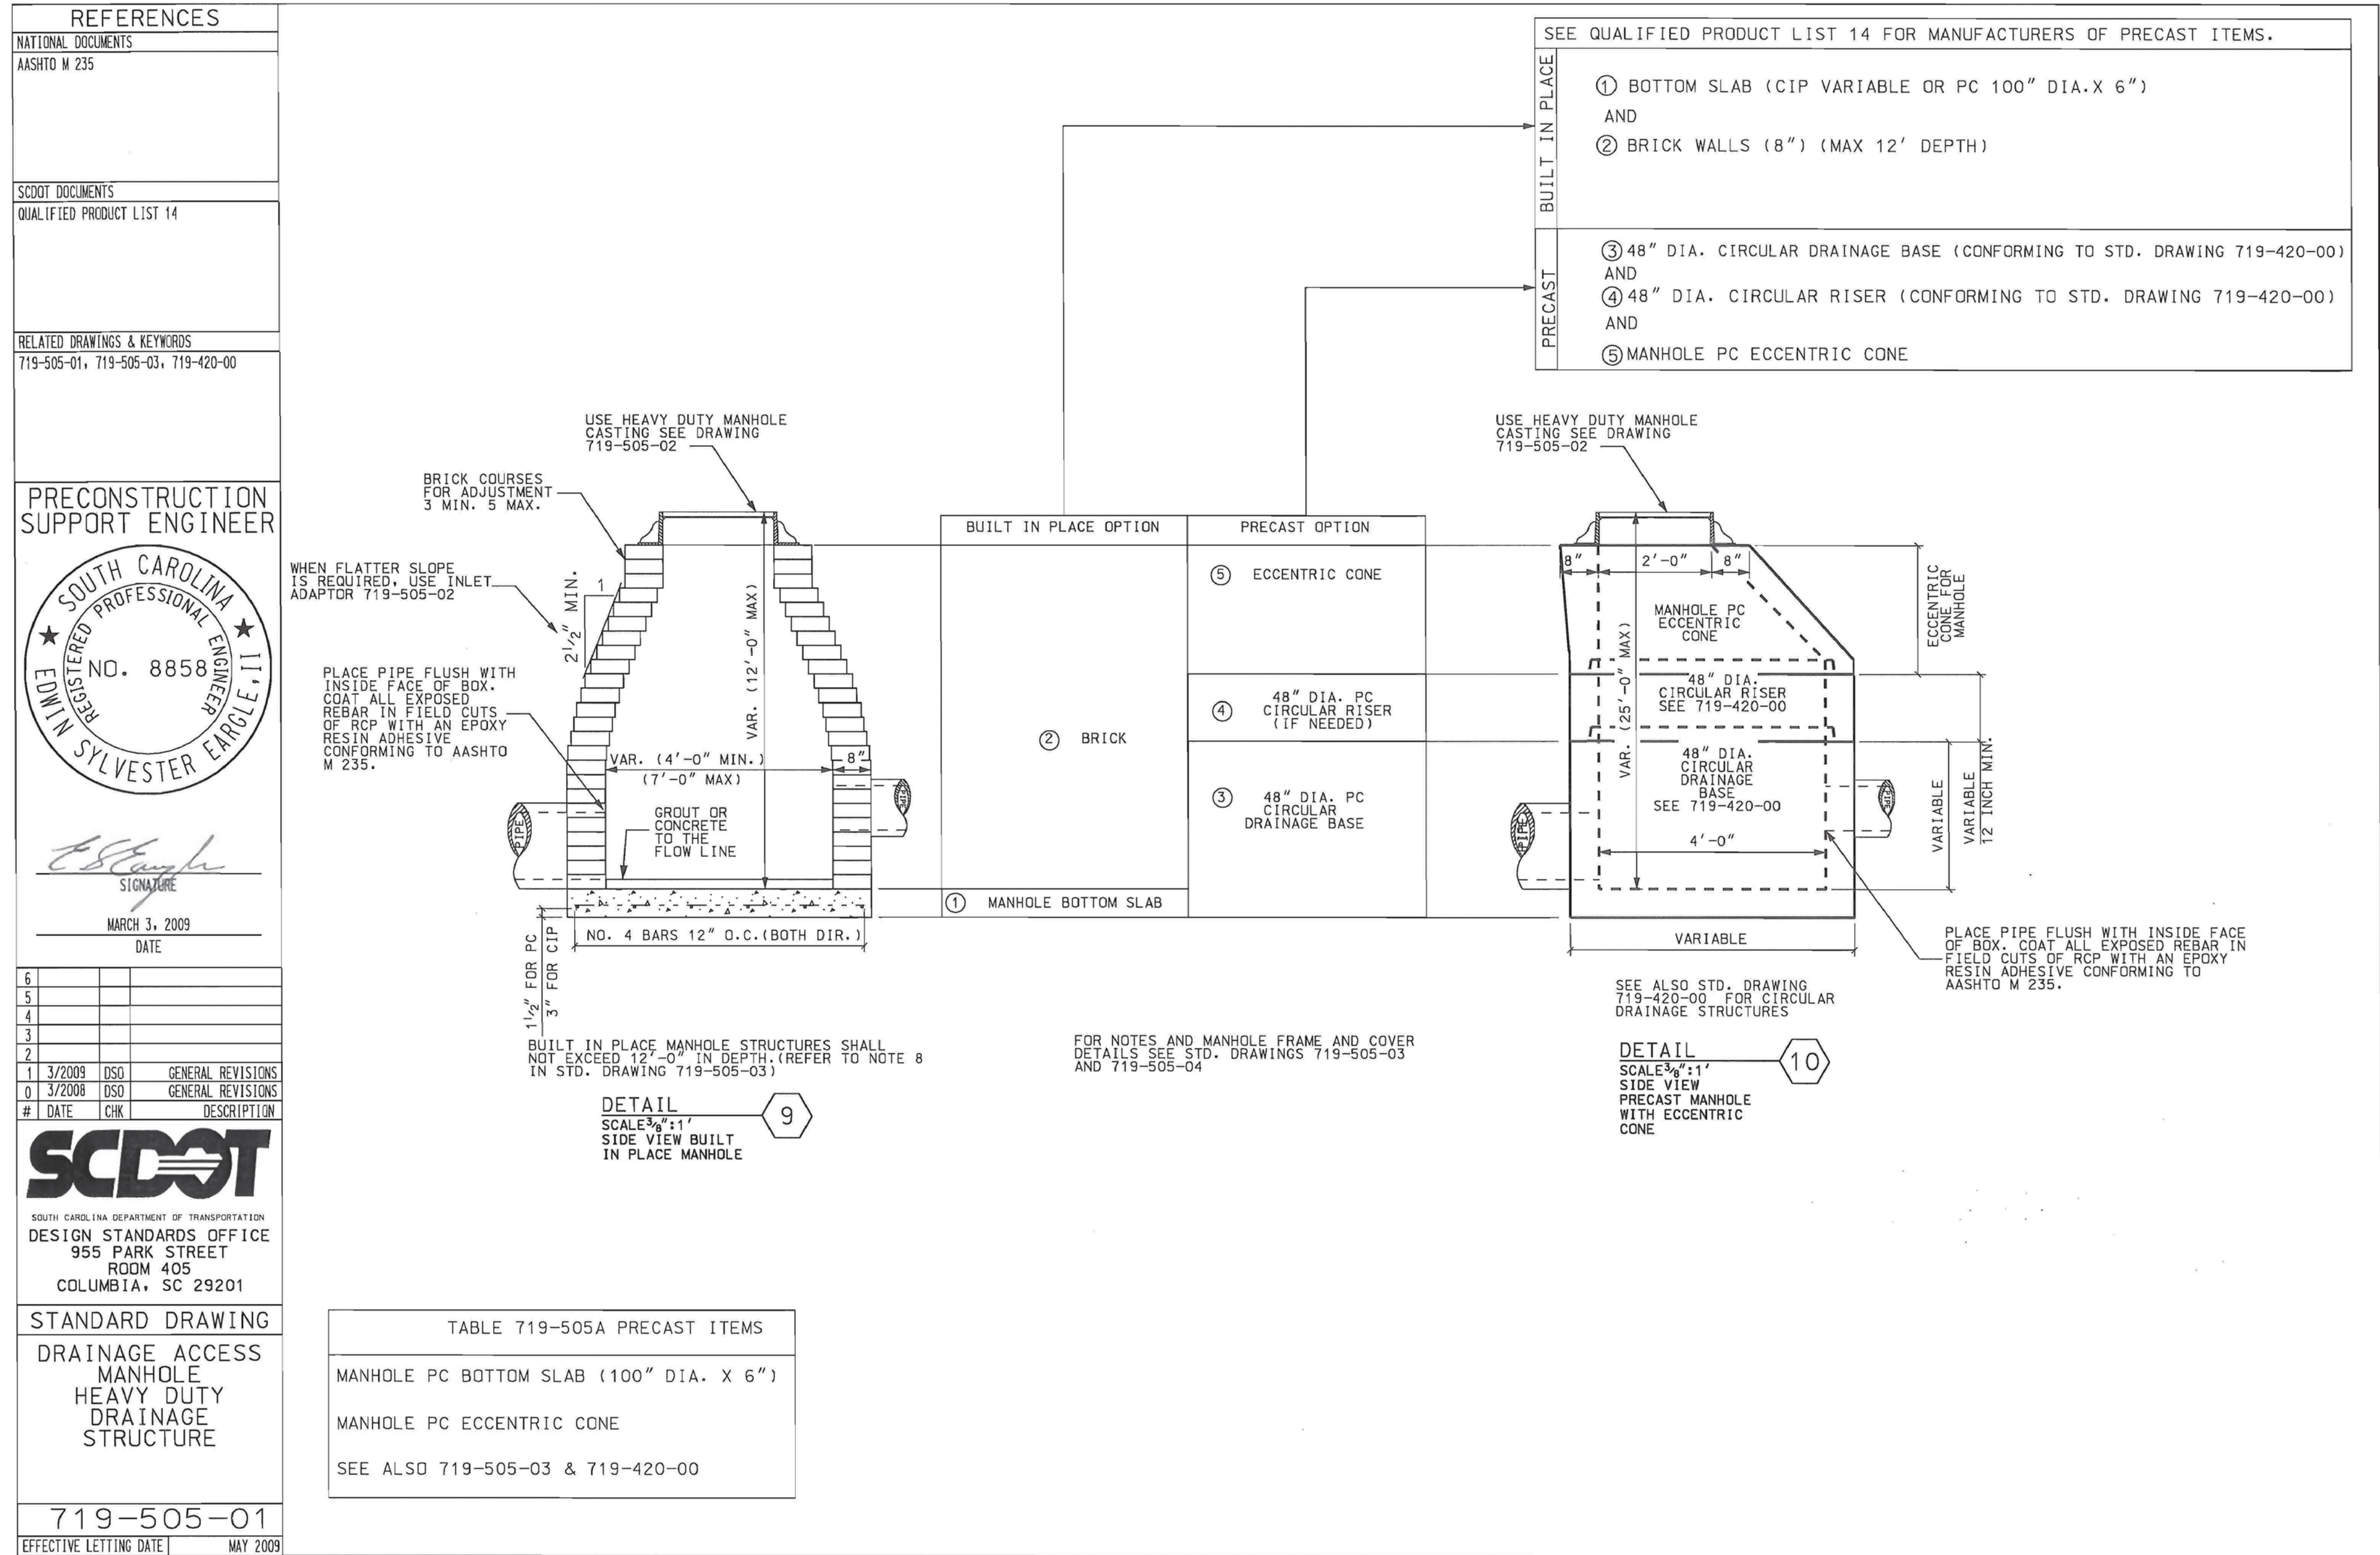 REFERENCES
NATIONAL DOCUMENTS
AASHTO M 235
SCDOT DOCUMENTS
QUALIFIED PRODUCT LIST 14
RELATED DRAWINGS & KEYWORDS
719-505-01, 719-505-03, 719-420-00
PRECONSTRUCTION
SUPPORT ENGINEER
SOUTH CAROLINA
REGISTERED PROFESSIONAL ENGINEER
NO. 8858
EDWIN SYLVESTER EARGLE, II
SIGNATURE
MARCH 3, 2009
DATE
6
5
4
3
2
1 3/2009 DSO GENERAL REVISIONS
0 3/2008 DSO GENERAL REVISIONS
# DATE CHK DESCRIPTION
SCDOT
SOUTH CAROLINA DEPARTMENT OF TRANSPORTATION
DESIGN STANDARDS OFFICE
955 PARK STREET
ROOM 405
COLUMBIA, SC 29201
STANDARD DRAWING
DRAINAGE ACCESS
MANHOLE
HEAVY DUTY
DRAINAGE
STRUCTURE
719-505-01
EFFECTIVE LETTING DATE MAY 2009
SEE QUALIFIED PRODUCT LIST 14 FOR MANUFACTURERS OF PRECAST ITEMS.
BUILT IN PLACE
① BOTTOM SLAB (CIP VARIABLE OR PC 100" DIA.X 6")
AND
② BRICK WALLS (8") (MAX 12' DEPTH)
PRECAST
③ 48" DIA. CIRCULAR DRAINAGE BASE (CONFORMING TO STD. DRAWING 719-420-00)
AND
④ 48" DIA. CIRCULAR RISER (CONFORMING TO STD. DRAWING 719-420-00)
AND
⑤ MANHOLE PC ECCENTRIC CONE
USE HEAVY DUTY MANHOLE
CASTING SEE DRAWING
719-505-02
BRICK COURSES
FOR ADJUSTMENT
3 MIN. 5 MAX.
WHEN FLATTER SLOPE
IS REQUIRED, USE INLET
ADAPTOR 719-505-02
1
2 1/2" MIN.
PLACE PIPE FLUSH WITH
INSIDE FACE OF BOX.
COAT ALL EXPOSED
REBAR IN FIELD CUTS
OF RCP WITH AN EPOXY
RESIN ADHESIVE
CONFORMING TO AASHTO
M 235.
VAR. (12'-0" MAX)
VAR. (4'-0" MIN.)
(7'-0" MAX)
8"
GROUT OR
CONCRETE
TO THE
FLOW LINE
PIPE
PIPE
NO. 4 BARS 12" O.C.(BOTH DIR.)
1 1/2" FOR PC
3" FOR CIP
BUILT IN PLACE MANHOLE STRUCTURES SHALL
NOT EXCEED 12'-0" IN DEPTH.(REFER TO NOTE 8
IN STD. DRAWING 719-505-03)
DETAIL 9
SCALE 3/8":1'
SIDE VIEW BUILT
IN PLACE MANHOLE
BUILT IN PLACE OPTION
PRECAST OPTION
⑤ ECCENTRIC CONE
④ 48" DIA. PC
CIRCULAR RISER
(IF NEEDED)
② BRICK
③ 48" DIA. PC
CIRCULAR
DRAINAGE BASE
① MANHOLE BOTTOM SLAB
FOR NOTES AND MANHOLE FRAME AND COVER
DETAILS SEE STD. DRAWINGS 719-505-03
AND 719-505-04
USE HEAVY DUTY MANHOLE
CASTING SEE DRAWING
719-505-02
8" 2'-0" 8"
MANHOLE PC
ECCENTRIC
CONE
ECCENTRIC
CONE FOR
MANHOLE
48" DIA.
CIRCULAR RISER
SEE 719-420-00
VAR. (25'-0" MAX)
48" DIA.
CIRCULAR
DRAINAGE
BASE
SEE 719-420-00
4'-0"
PIPE
PIPE
VARIABLE
VARIABLE
12 INCH MIN.
VARIABLE
PLACE PIPE FLUSH WITH INSIDE FACE
OF BOX. COAT ALL EXPOSED REBAR IN
FIELD CUTS OF RCP WITH AN EPOXY
RESIN ADHESIVE CONFORMING TO
AASHTO M 235.
SEE ALSO STD. DRAWING
719-420-00 FOR CIRCULAR
DRAINAGE STRUCTURES
DETAIL 10
SCALE 3/8":1'
SIDE VIEW
PRECAST MANHOLE
WITH ECCENTRIC
CONE
TABLE 719-505A PRECAST ITEMS
MANHOLE PC BOTTOM SLAB (100" DIA. X 6")
MANHOLE PC ECCENTRIC CONE
SEE ALSO 719-505-03 & 719-420-00